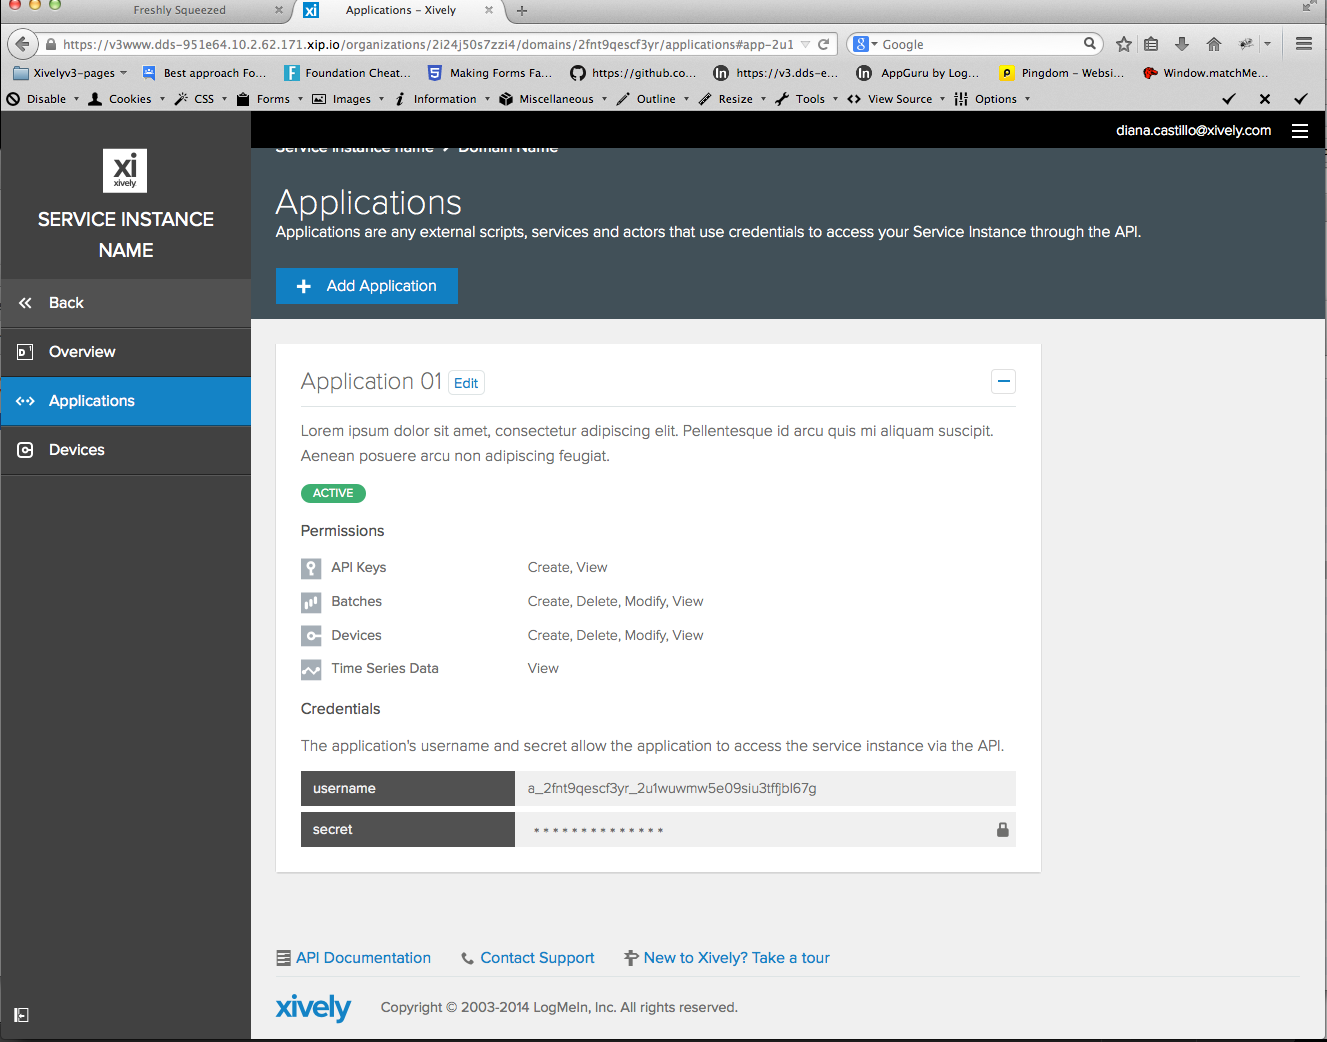 Freshly Squeezed
Applications – Xively
https://v3www.dds-951e64.10.2.62.171.xip.io/organizations/2i24j50s7zzi4/domains/2fnt9qescf3yr/applications#app-2u1
Google
Xivelyv3-pages
Best approach Fo...
Foundation Cheat...
Making Forms Fa...
https://github.co...
https://v3.dds-e...
AppGuru by Log...
Pingdom – Websi...
Window.matchMe...
Disable
Cookies
CSS
Forms
Images
Information
Miscellaneous
Outline
Resize
Tools
View Source
Options
diana.castillo@xively.com
xi
xively
SERVICE INSTANCE
NAME
Back
Overview
Applications
Devices
Service Instance name > Domain Name
Applications
Applications are any external scripts, services and actors that use credentials to access your Service Instance through the API.
+ Add Application
Application 01 Edit
Lorem ipsum dolor sit amet, consectetur adipiscing elit. Pellentesque id arcu quis mi aliquam suscipit.
Aenean posuere arcu non adipiscing feugiat.
ACTIVE
Permissions
API Keys Create, View
Batches Create, Delete, Modify, View
Devices Create, Delete, Modify, View
Time Series Data View
Credentials
The application's username and secret allow the application to access the service instance via the API.
username a_2fnt9qescf3yr_2u1wuwmw5e09siu3tffjbl67g
secret **************
API Documentation
Contact Support
New to Xively? Take a tour
xively
Copyright © 2003-2014 LogMeIn, Inc. All rights reserved.